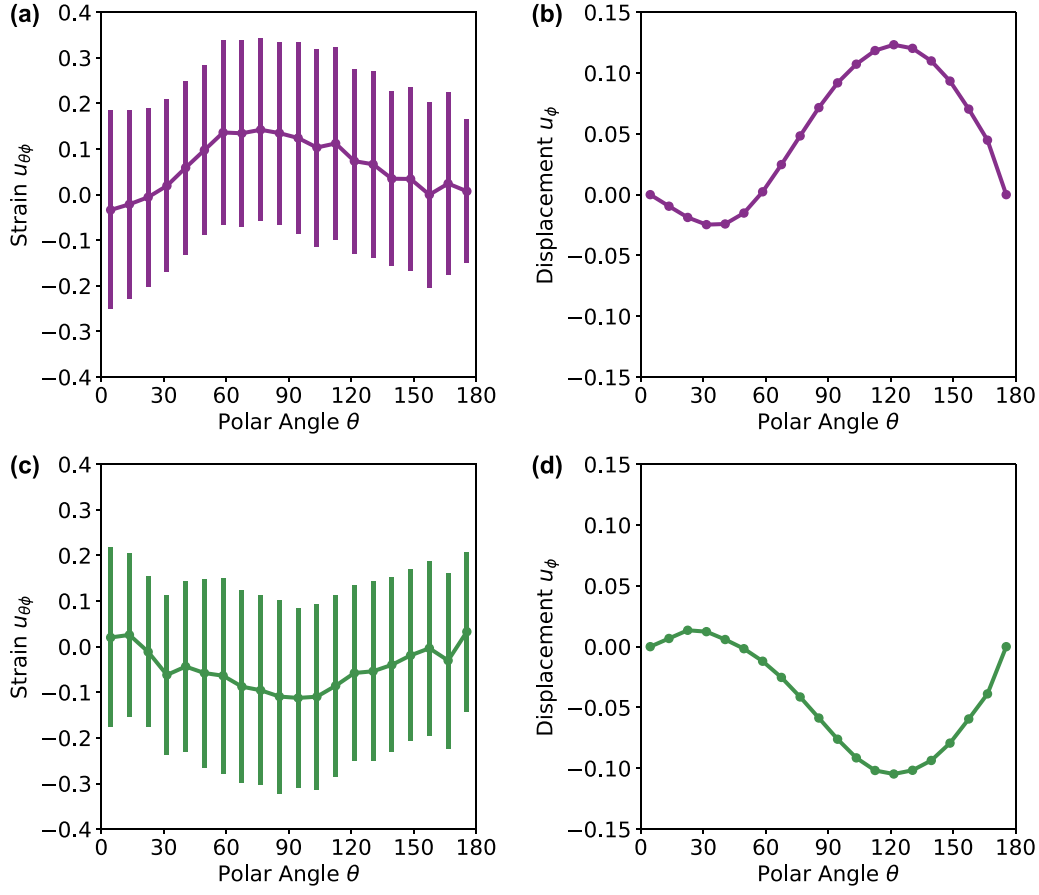 (a)
Strain uθϕ
0.4
0.3
0.2
0.1
0.0
−0.1
−0.2
−0.3
−0.4
0 30 60 90 120 150 180
Polar Angle θ
(b)
Displacement uϕ
0.15
0.10
0.05
0.00
−0.05
−0.10
−0.15
0 30 60 90 120 150 180
Polar Angle θ
(c)
Strain uθϕ
0.4
0.3
0.2
0.1
0.0
−0.1
−0.2
−0.3
−0.4
0 30 60 90 120 150 180
Polar Angle θ
(d)
Displacement uϕ
0.15
0.10
0.05
0.00
−0.05
−0.10
−0.15
0 30 60 90 120 150 180
Polar Angle θ